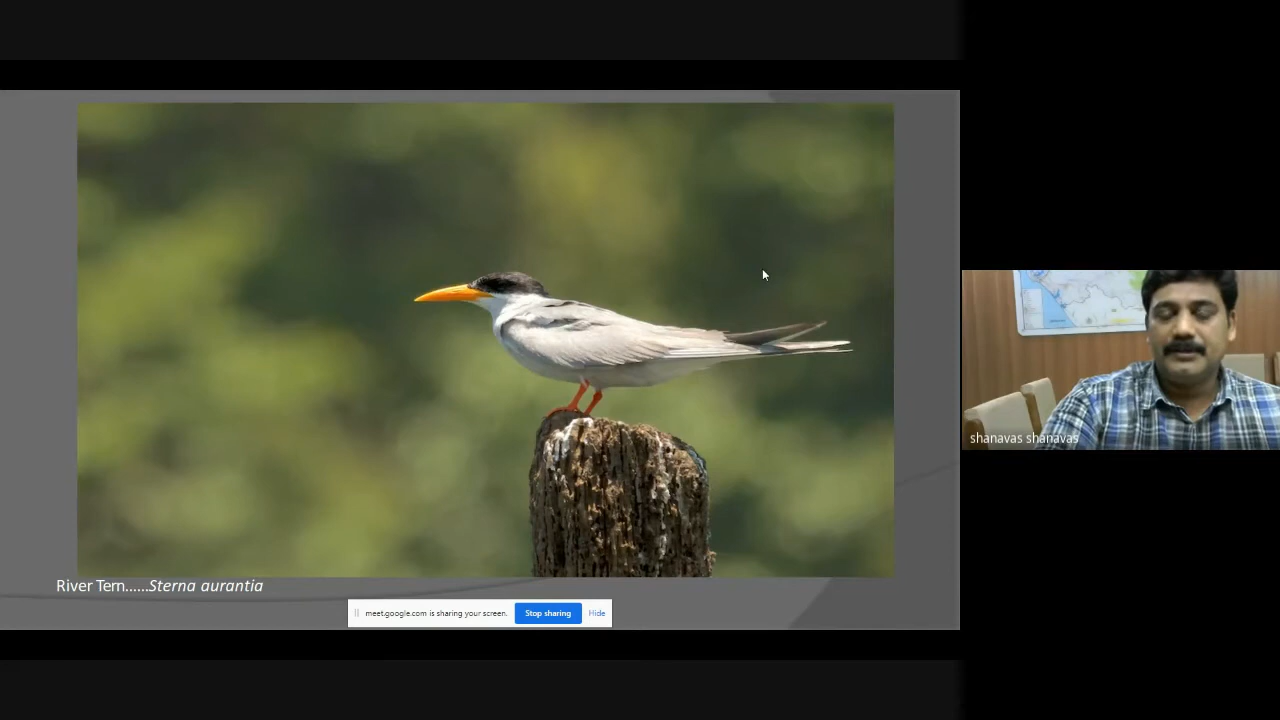 shanavas shanavas
River Tern......Sterna aurantia
meet.google.com is sharing your screen. Stop sharing Hide